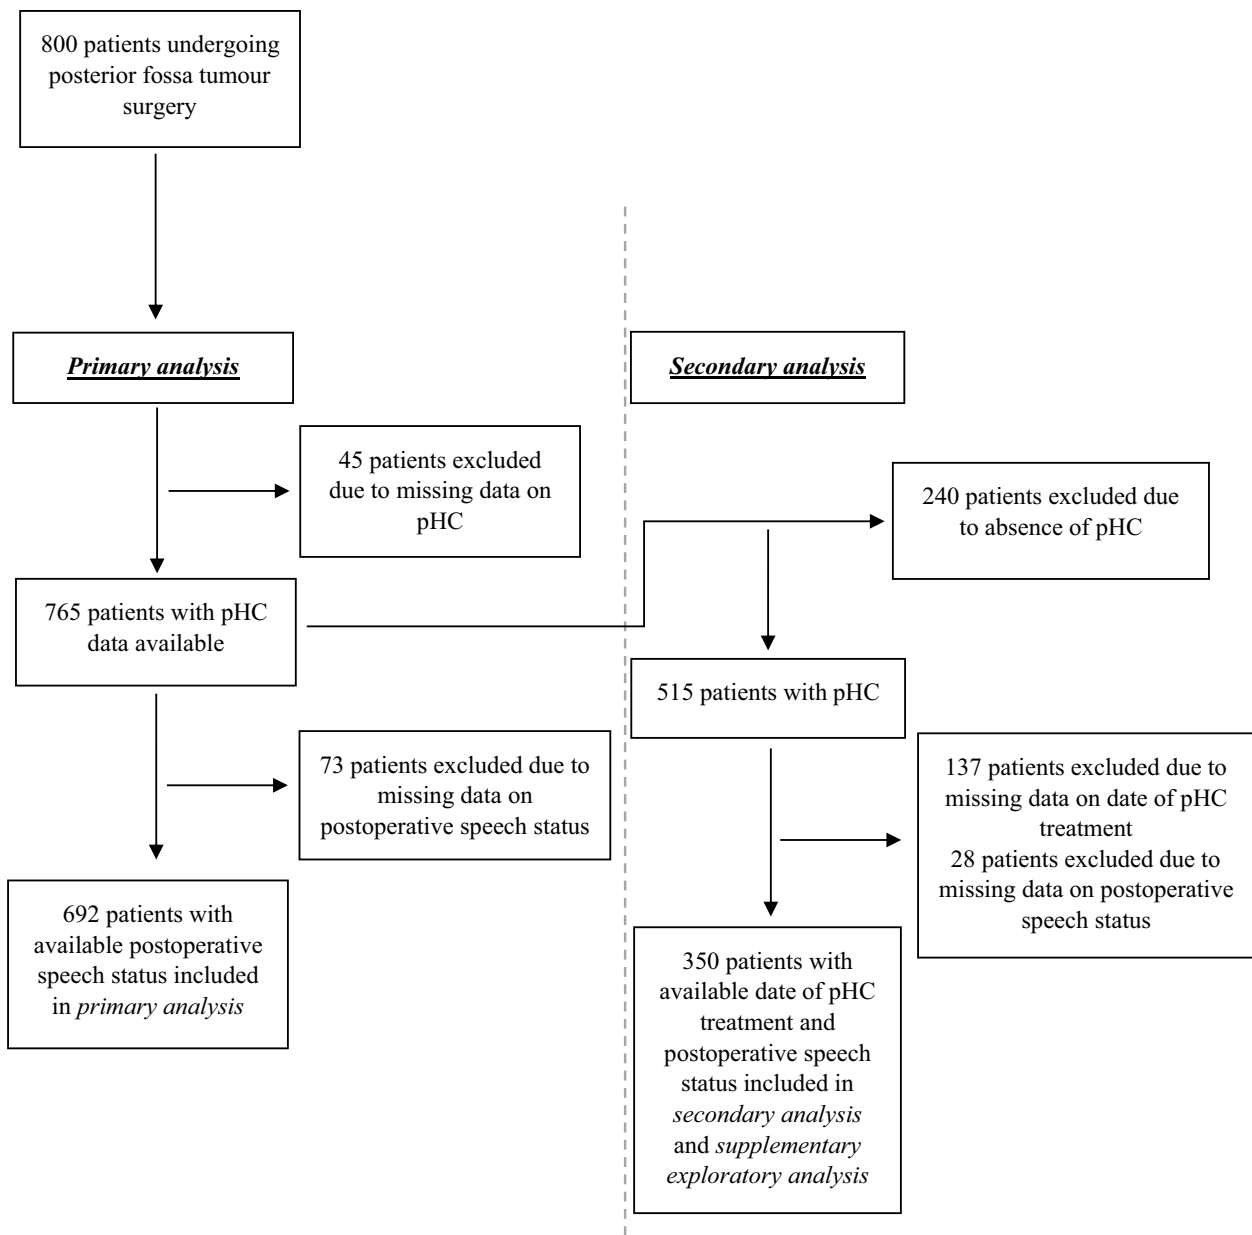 800 patients undergoing
posterior fossa tumour
surgery
Primary analysis
45 patients excluded
due to missing data on
pHC
765 patients with pHC
data available
73 patients excluded due to
missing data on
postoperative speech status
692 patients with
available postoperative
speech status included
in primary analysis
Secondary analysis
240 patients excluded due
to absence of pHC
515 patients with pHC
137 patients excluded due to
missing data on date of pHC
treatment
28 patients excluded due to
missing data on postoperative
speech status
350 patients with
available date of pHC
treatment and
postoperative speech
status included in
secondary analysis
and supplementary
exploratory analysis